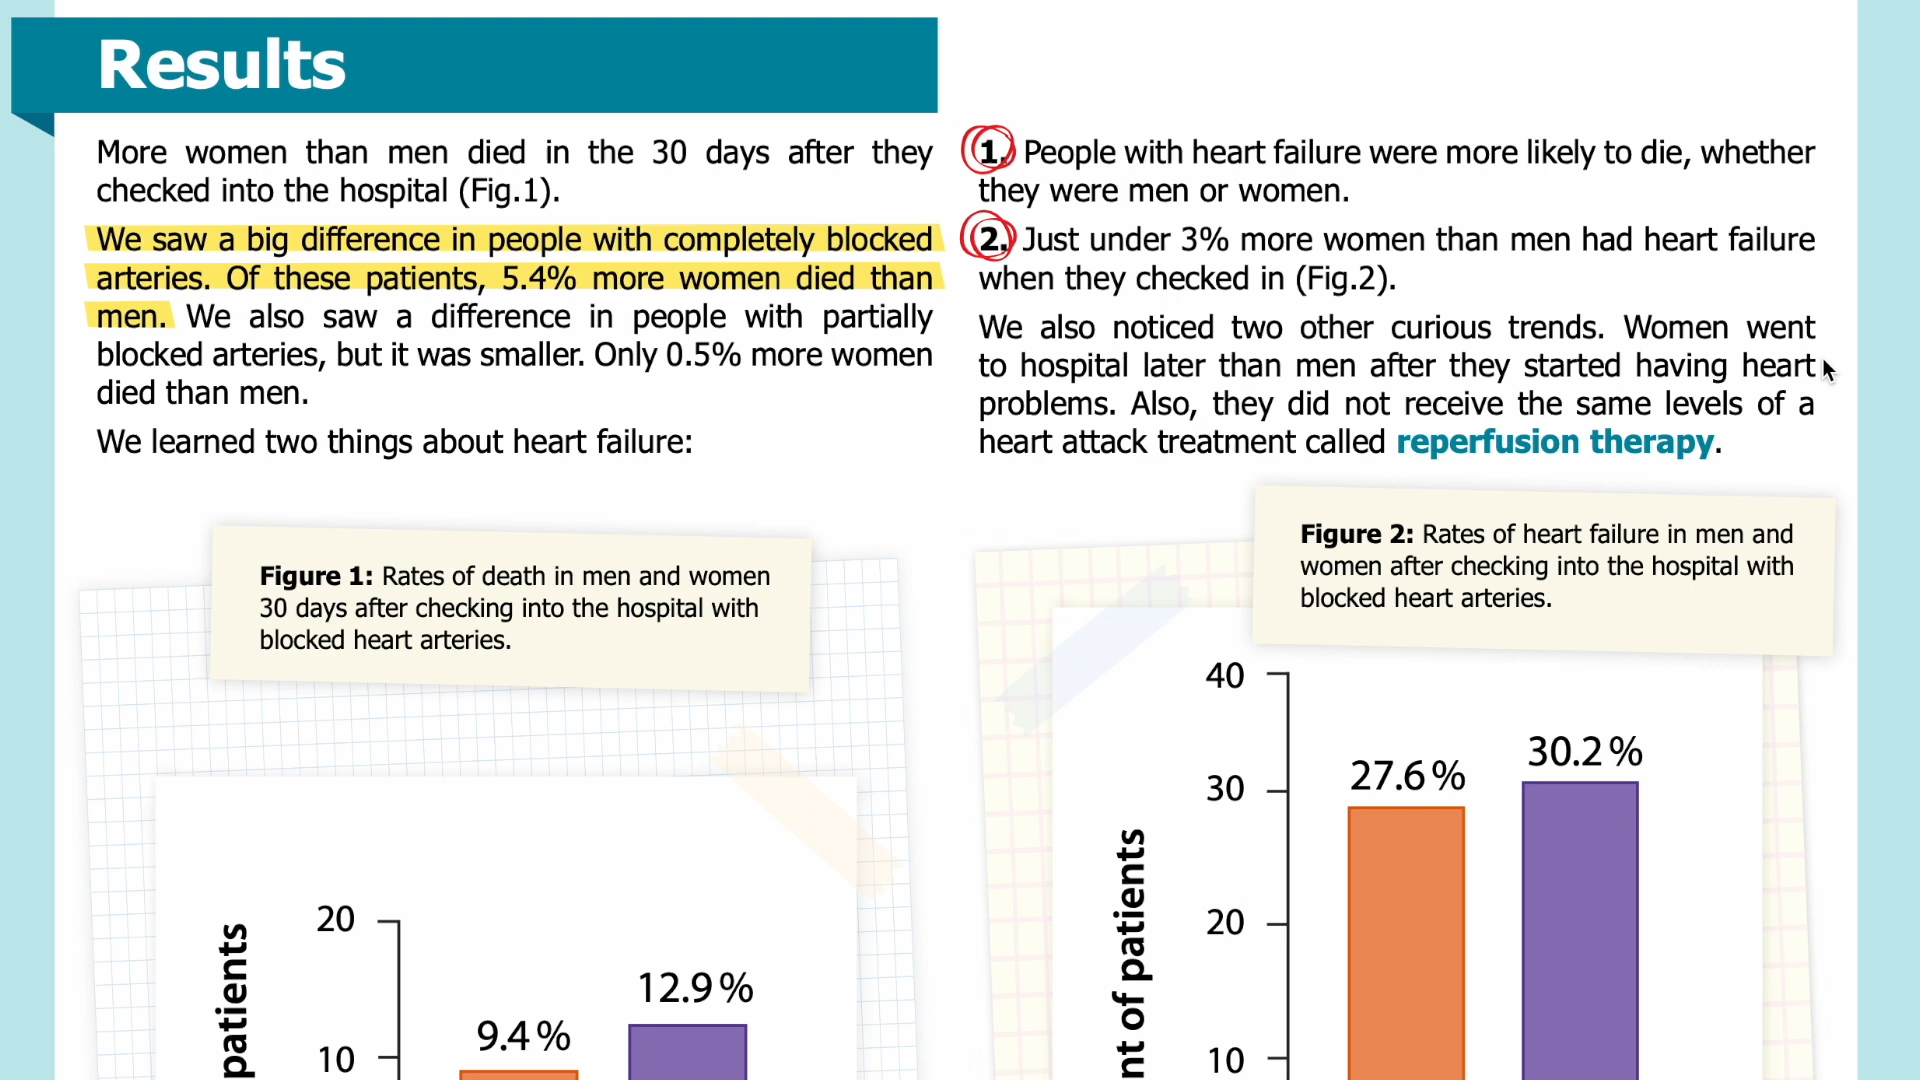 Results
More women than men died in the 30 days after they
checked into the hospital (Fig.1).
We saw a big difference in people with completely blocked
arteries. Of these patients, 5.4% more women died than
men. We also saw a difference in people with partially
blocked arteries, but it was smaller. Only 0.5% more women
died than men.
We learned two things about heart failure:
1. People with heart failure were more likely to die, whether
they were men or women.
2. Just under 3% more women than men had heart failure
when they checked in (Fig.2).
We also noticed two other curious trends. Women went
to hospital later than men after they started having heart
problems. Also, they did not receive the same levels of a
heart attack treatment called reperfusion therapy.
Figure 1: Rates of death in men and women
30 days after checking into the hospital with
blocked heart arteries.
patients
20
10
9.4%
12.9%
Figure 2: Rates of heart failure in men and
women after checking into the hospital with
blocked heart arteries.
nt of patients
40
30
20
10
27.6%
30.2%